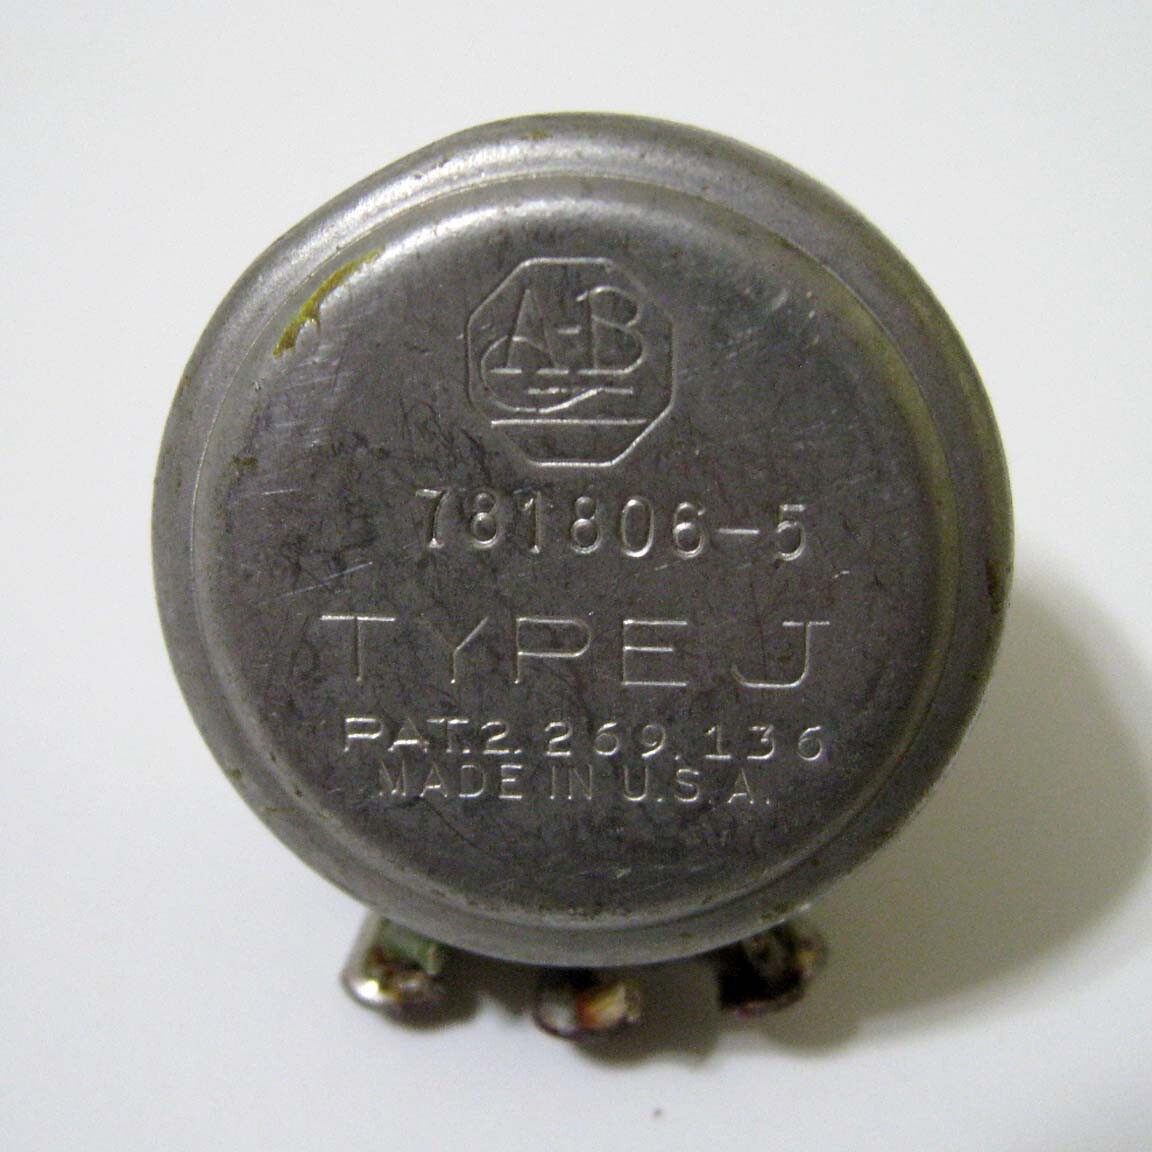 A-B
781806-5
TYPE J
PAT. 2. 269. 136
MADE IN U.S.A.